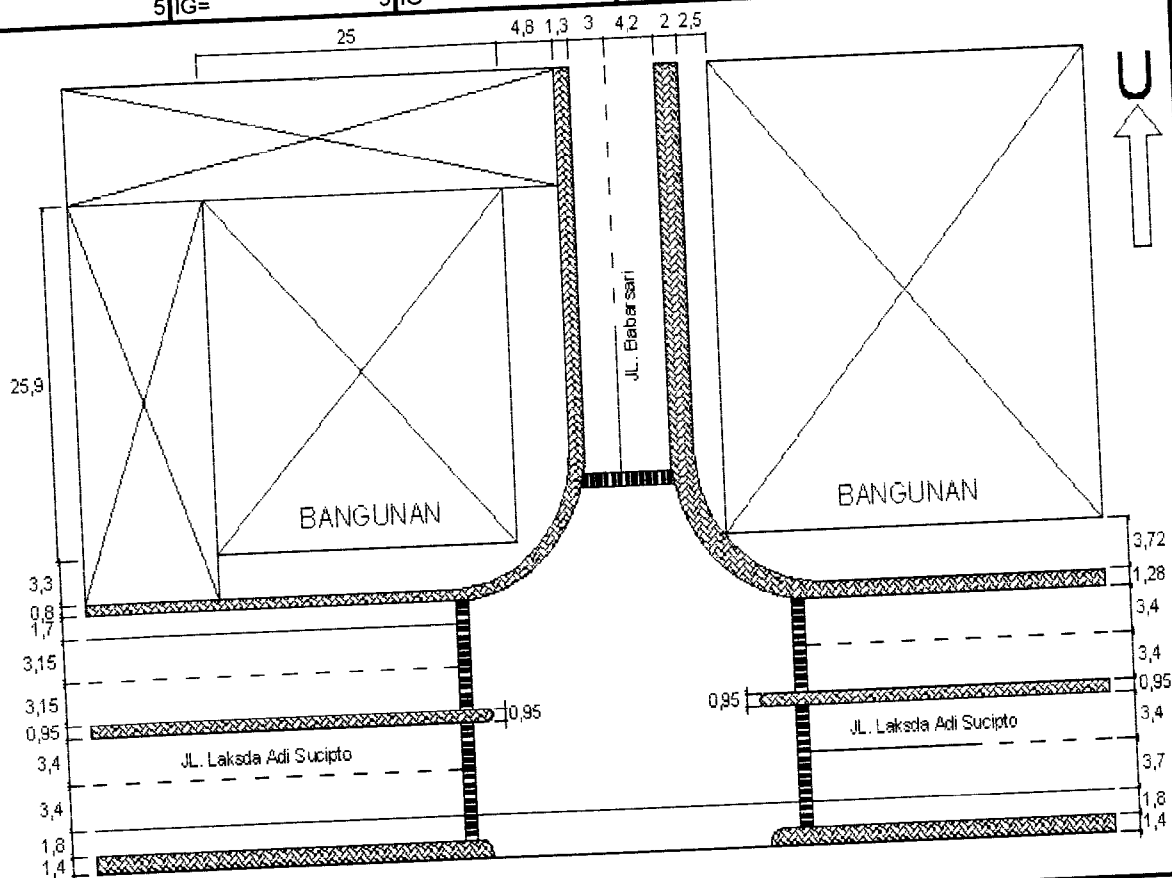 5 IG=
25 4,8 1,3 3 4,2 2 2,5
U
JL. Babarsari
25,9
BANGUNAN
BANGUNAN
3,72
1,28
3,3
0,8
1,7
3,4
3,15
3,4
3,15
0,95
0,95
0,95
0,95
3,4
JL. Laksda Adi Sucipto
JL. Laksda Adi Sucipto
3,4
3,7
3,4
1,8
1,8
1,4
1,4